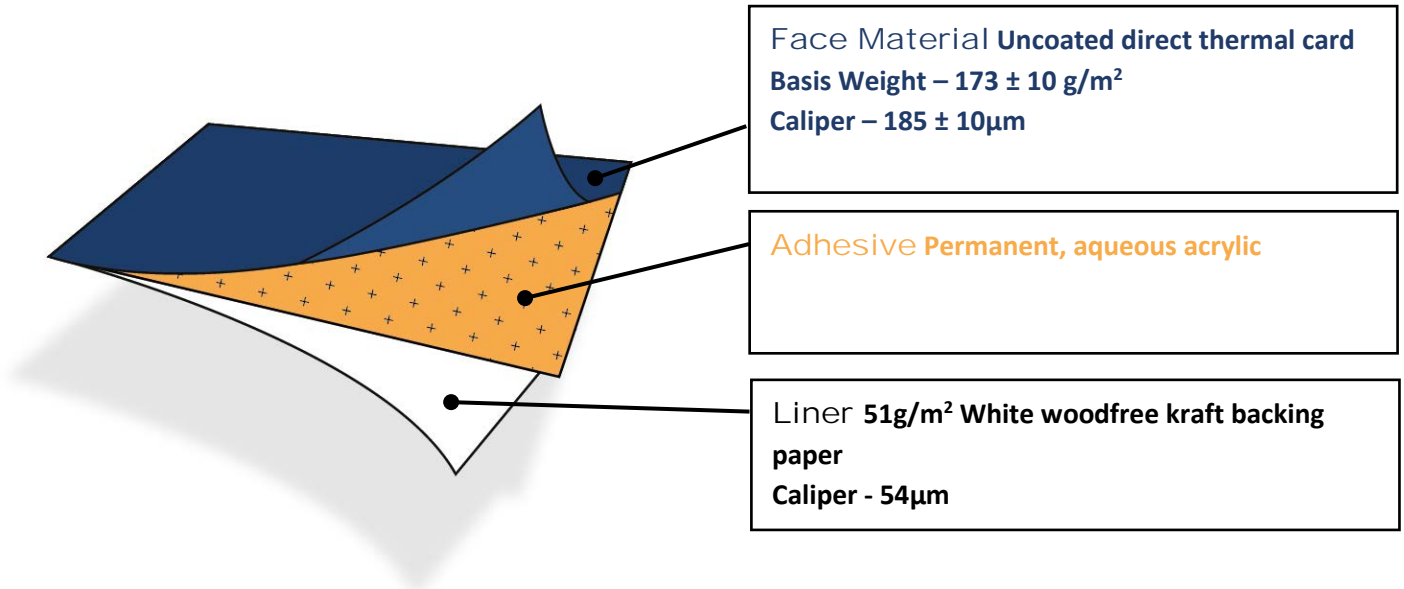 Face Material Uncoated direct thermal card
Basis Weight – 173 ± 10 g/m²
Caliper – 185 ± 10µm
Adhesive Permanent, aqueous acrylic
Liner 51g/m² White woodfree kraft backing
paper
Caliper - 54µm